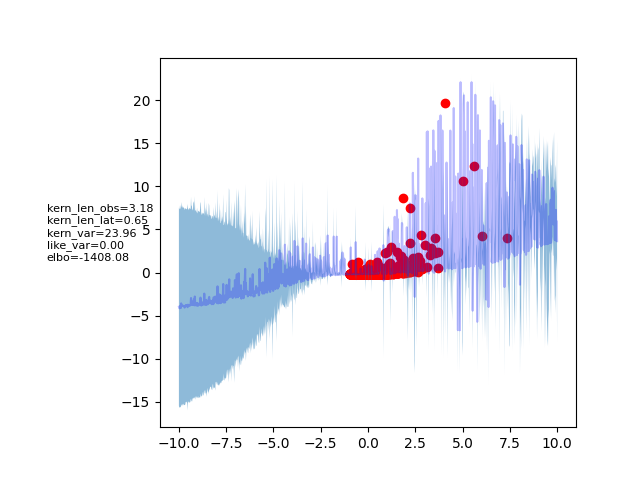 20
15
10
5
0
−5
−10
−15
kern_len_obs=3.18
kern_len_lat=0.65
kern_var=23.96
like_var=0.00
elbo=-1408.08
−10.0 −7.5 −5.0 −2.5 0.0 2.5 5.0 7.5 10.0